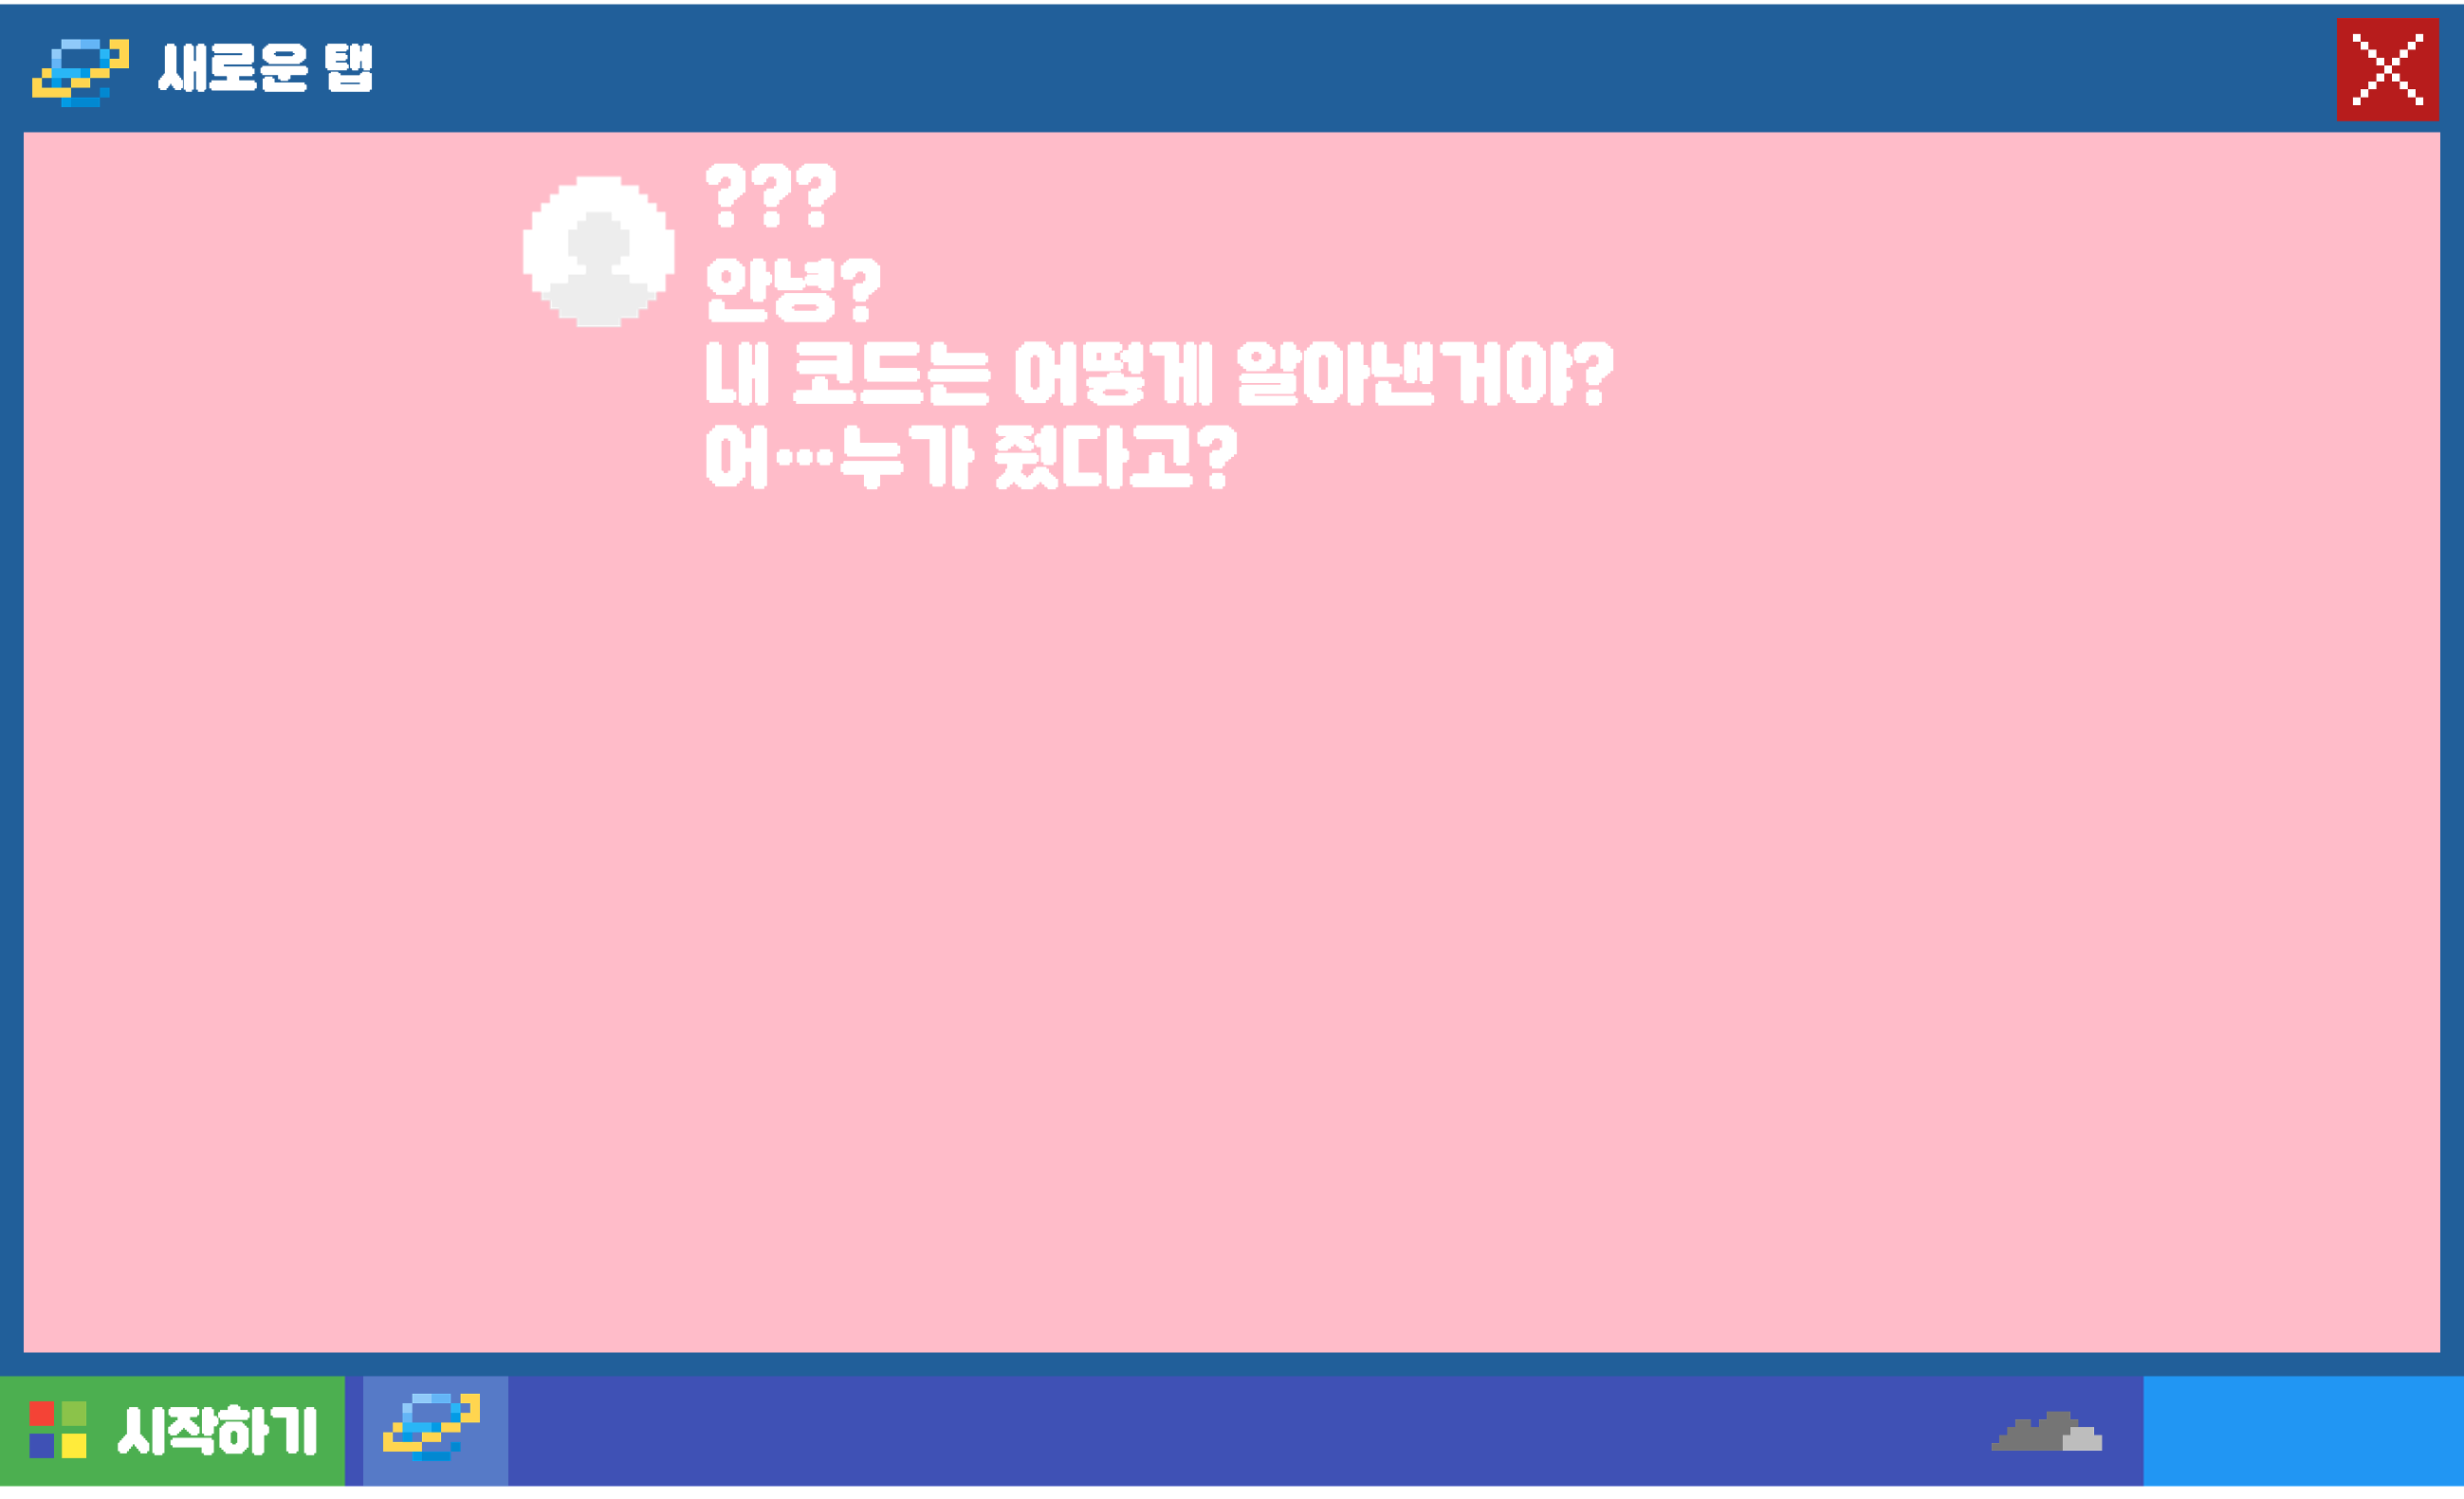 새로운 탭
???
안녕?
내 코드는 어떻게 알아낸거야?
어...누가 줬다고?
시작하기